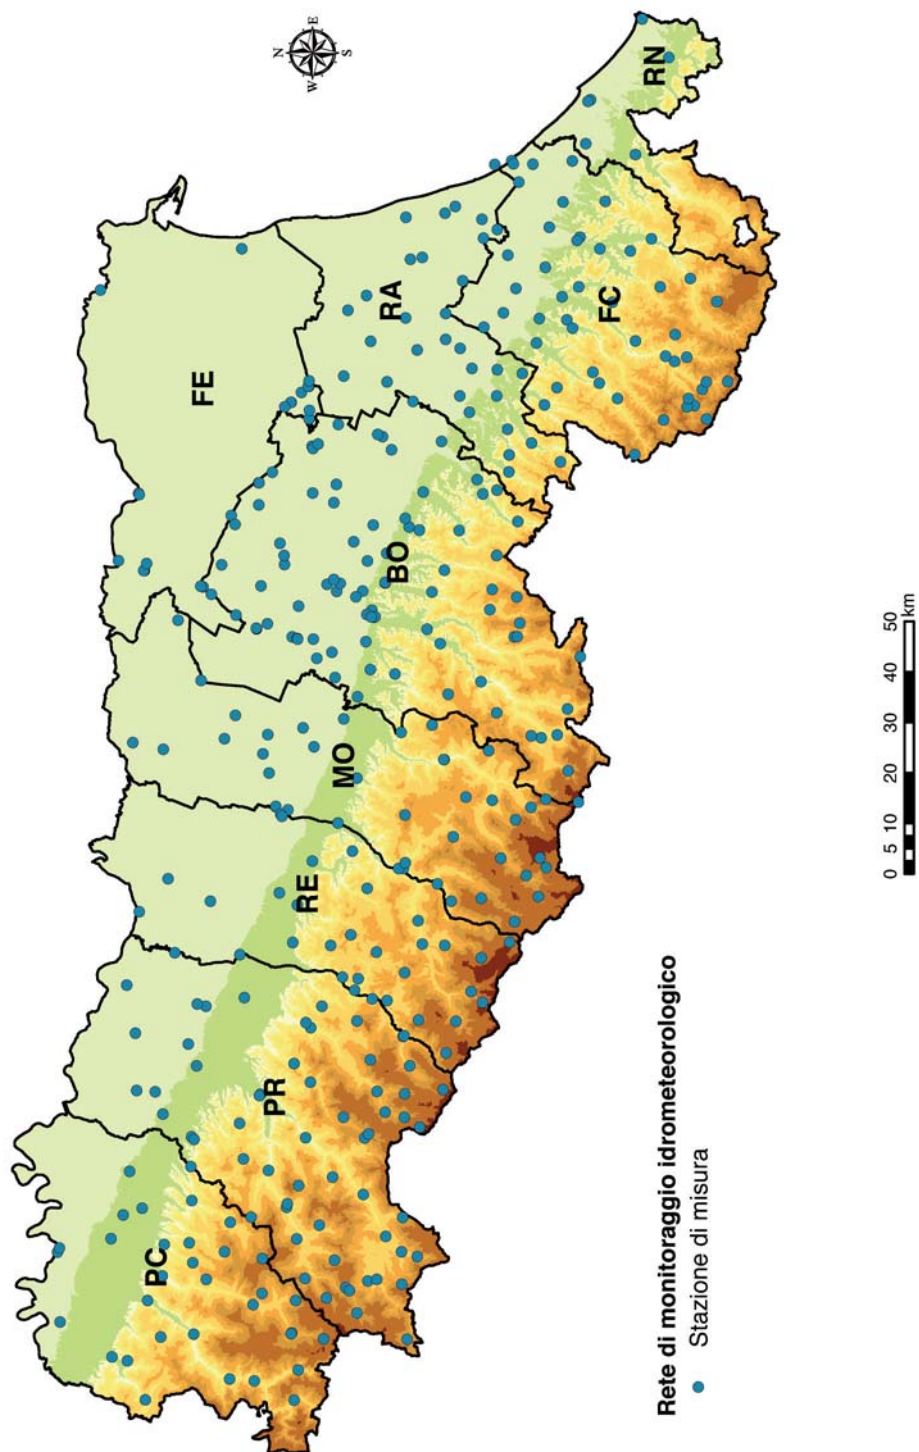 N
E
S
W
PC
PR
RE
MO
BO
FE
RA
FC
RN
Rete di monitoraggio idrometeorologico
Stazione di misura
0 5 10 20 30 40 50
km